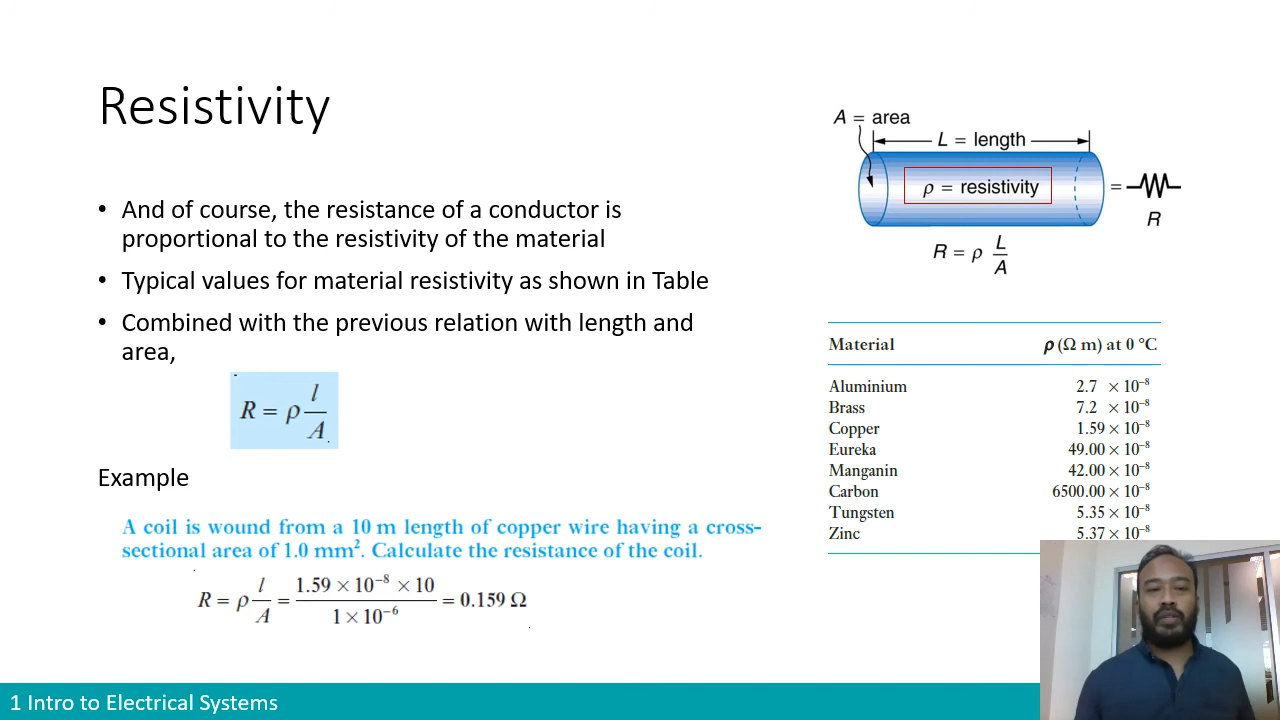 Resistivity
• And of course, the resistance of a conductor is
proportional to the resistivity of the material
• Typical values for material resistivity as shown in Table
• Combined with the previous relation with length and
area,
R = ρ l/A
Example
A coil is wound from a 10 m length of copper wire having a cross-
sectional area of 1.0 mm². Calculate the resistance of the coil.
R = ρ l/A = 1.59 × 10⁻⁸ × 10 / 1 × 10⁻⁶ = 0.159 Ω
A = area
L = length
ρ = resistivity
= R
R = ρ L/A
Material ρ (Ω m) at 0 °C
Aluminium 2.7 × 10⁻⁸
Brass 7.2 × 10⁻⁸
Copper 1.59 × 10⁻⁸
Eureka 49.00 × 10⁻⁸
Manganin 42.00 × 10⁻⁸
Carbon 6500.00 × 10⁻⁸
Tungsten 5.35 × 10⁻⁸
Zinc 5.37 × 10⁻⁸
1 Intro to Electrical Systems